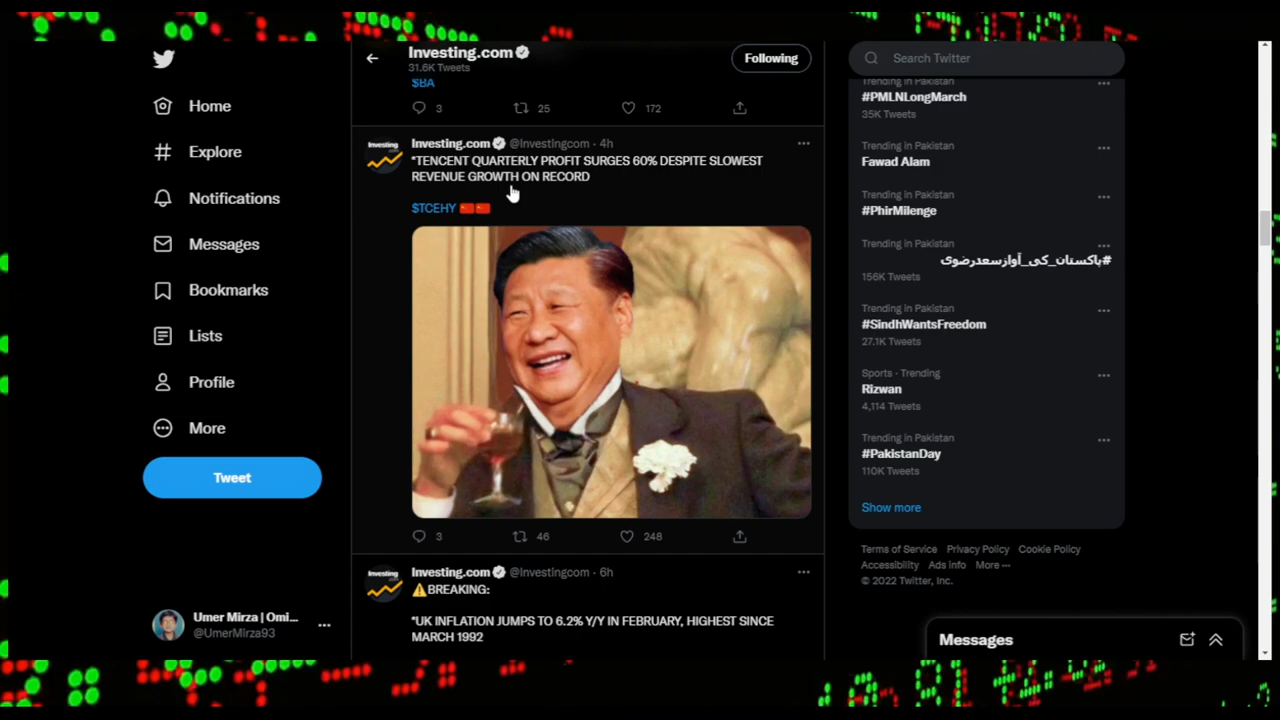 Home
Explore
Notifications
Messages
Bookmarks
Lists
Profile
More
Tweet
Umer Mirza | Omi...
@UmerMirza93
Investing.com
31.6K Tweets
Following
$BA
3 25 172
Investing.com @Investingcom · 4h
*TENCENT QUARTERLY PROFIT SURGES 60% DESPITE SLOWEST
REVENUE GROWTH ON RECORD
$TCEHY
3 46 248
Investing.com @Investingcom · 6h
⚠️BREAKING:
*UK INFLATION JUMPS TO 6.2% Y/Y IN FEBRUARY, HIGHEST SINCE
MARCH 1992
Search Twitter
Trending in Pakistan
#PMLNLongMarch
35K Tweets
Trending in Pakistan
Fawad Alam
Trending in Pakistan
#PhirMilenge
Trending in Pakistan
#پاکستان_کی_آوازسعدرضوی
156K Tweets
Trending in Pakistan
#SindhWantsFreedom
27.1K Tweets
Sports · Trending
Rizwan
4,114 Tweets
Trending in Pakistan
#PakistanDay
110K Tweets
Show more
Terms of Service Privacy Policy Cookie Policy
Accessibility Ads info More ···
© 2022 Twitter, Inc.
Messages